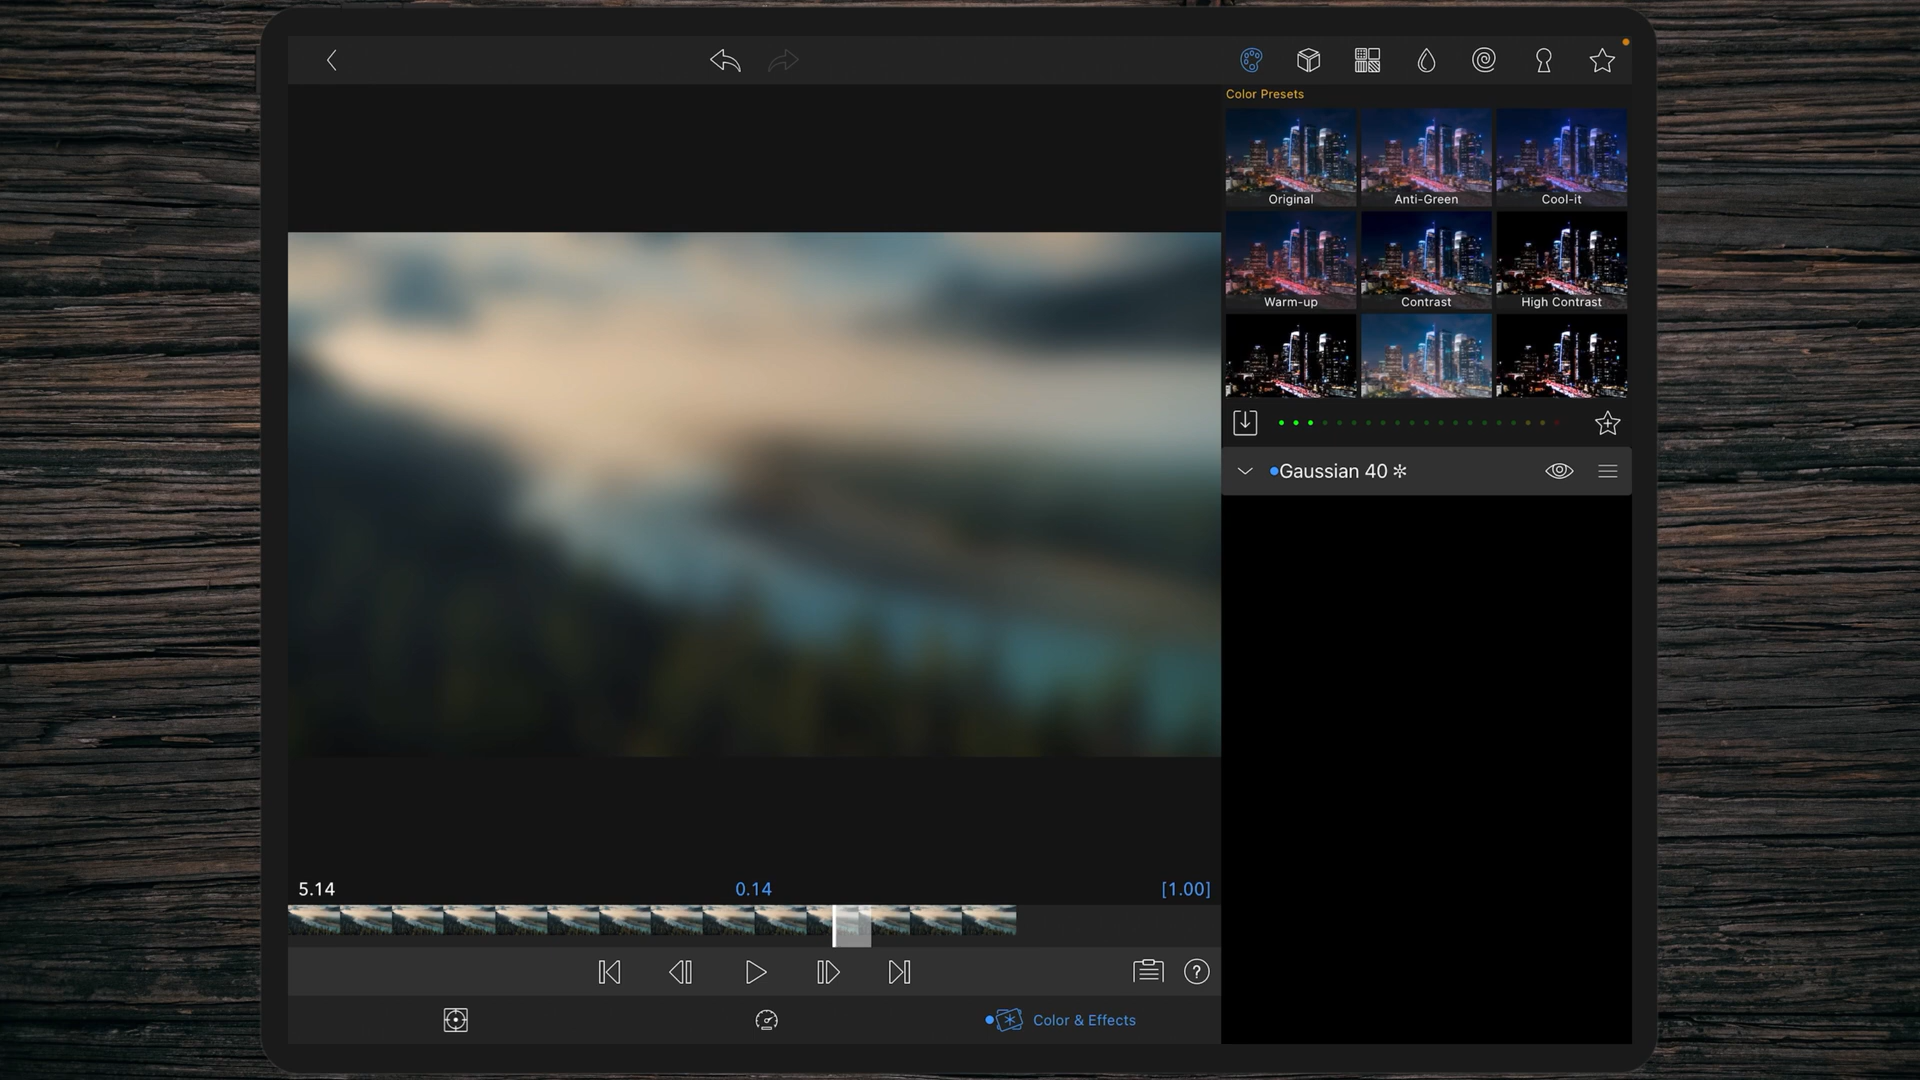 Color Presets
Original
Anti-Green
Cool-it
Warm-up
Contrast
High Contrast
Gaussian 40
5.14
0.14
[1.00]
?
Color & Effects